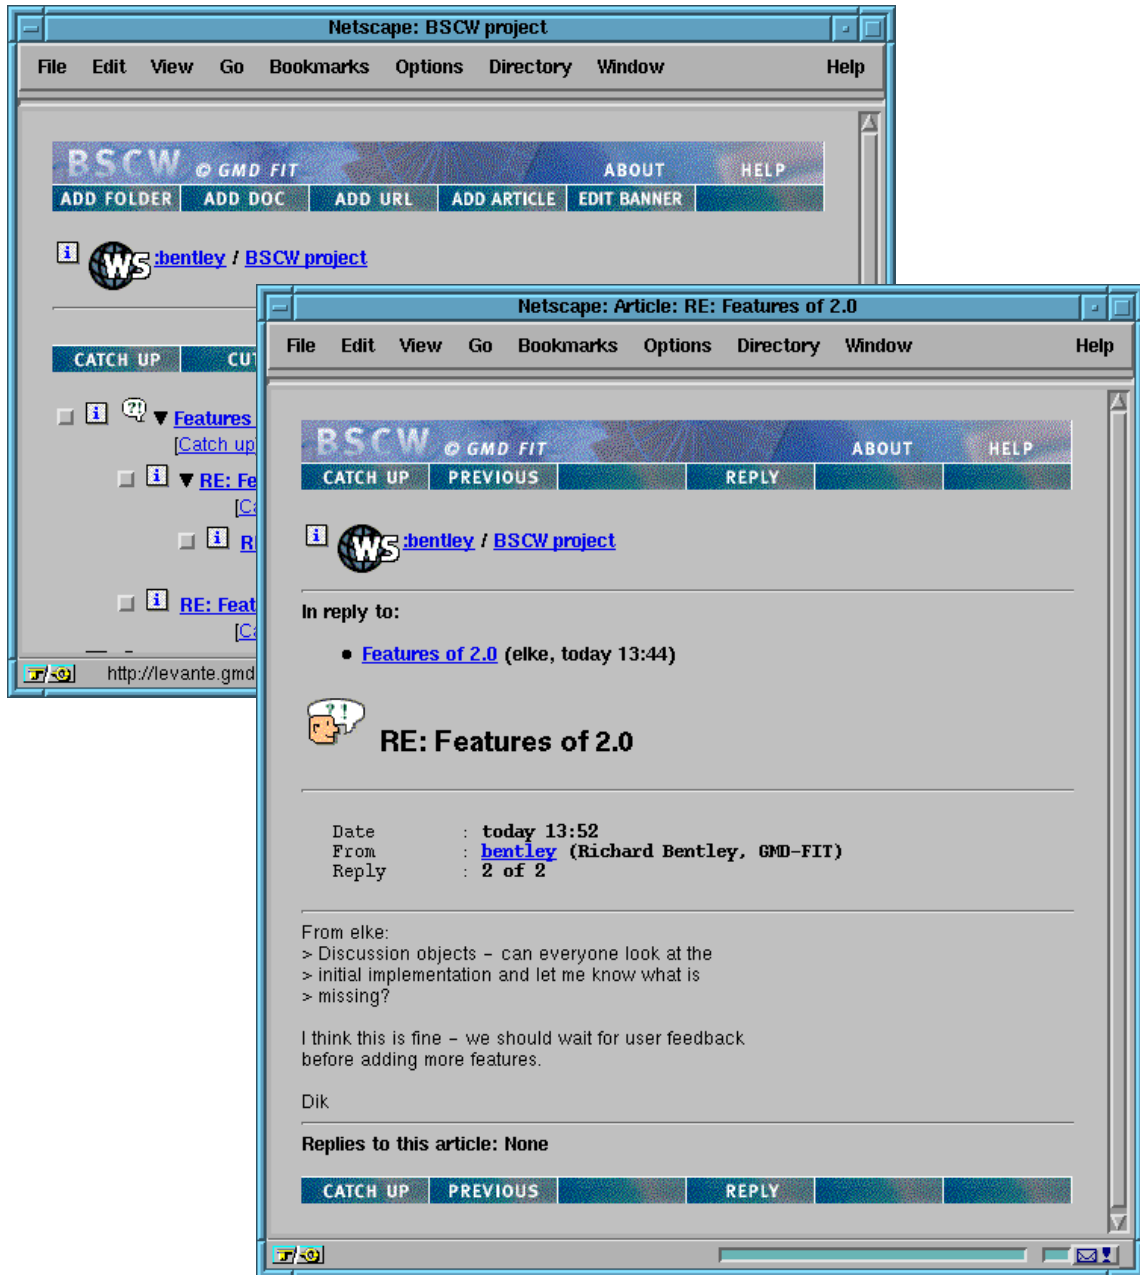 Netscape: BSCW project
File Edit View Go Bookmarks Options Directory Window Help
BSCW © GMD FIT ABOUT HELP
ADD FOLDER ADD DOC ADD URL ADD ARTICLE EDIT BANNER
i WS :bentley / BSCW project
CATCH UP CUT
i ?! Features
[Catch up]
i RE: Fe
[Ca
i R
i RE: Feat
[Ca
http://levante.gmd
Netscape: Article: RE: Features of 2.0
File Edit View Go Bookmarks Options Directory Window Help
BSCW © GMD FIT ABOUT HELP
CATCH UP PREVIOUS REPLY
i WS :bentley / BSCW project
In reply to:
• Features of 2.0 (elke, today 13:44)
?!
RE: Features of 2.0
Date : today 13:52
From : bentley (Richard Bentley, GMD-FIT)
Reply : 2 of 2
From elke:
> Discussion objects – can everyone look at the
> initial implementation and let me know what is
> missing?
I think this is fine – we should wait for user feedback
before adding more features.
Dik
Replies to this article: None
CATCH UP PREVIOUS REPLY